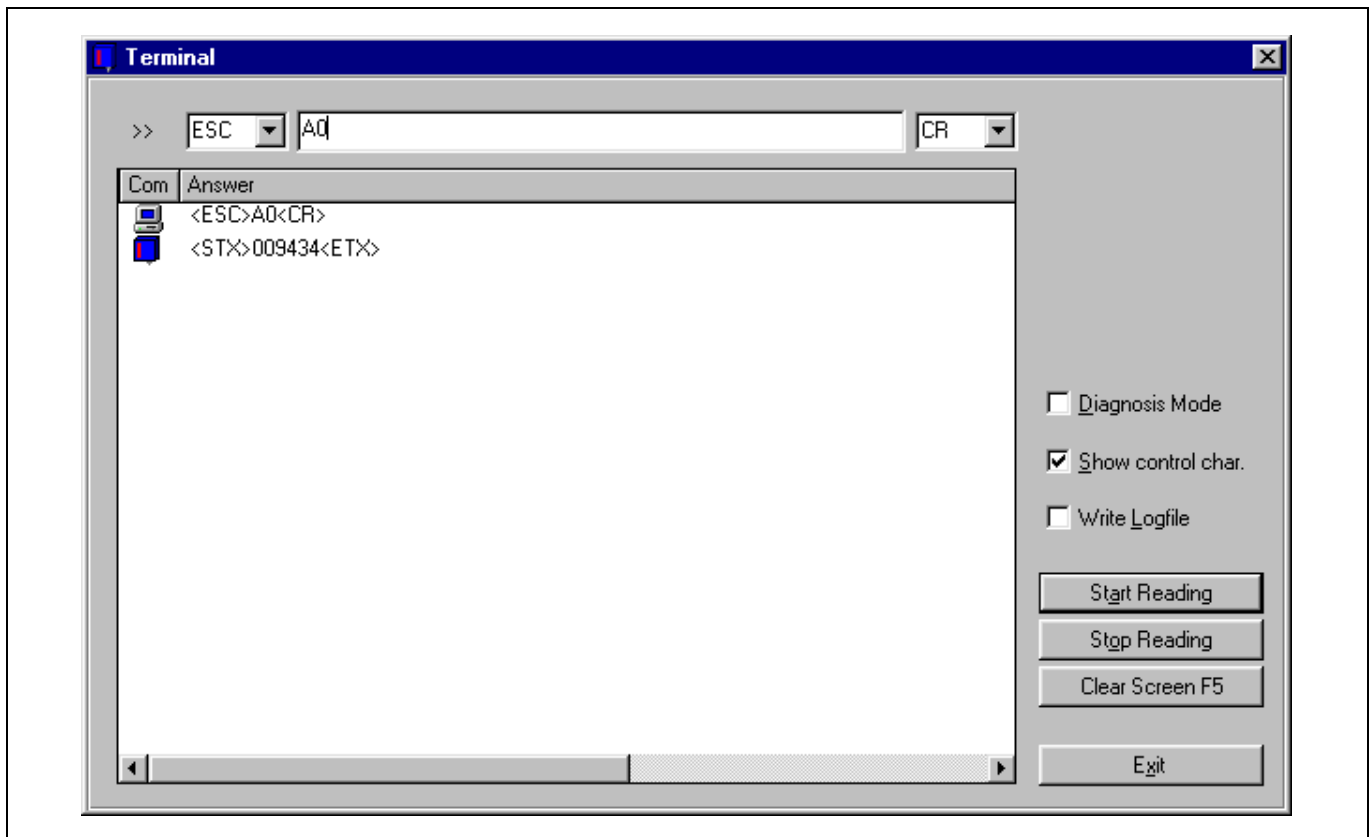 Terminal
>> ESC A0 CR
Com Answer
<ESC>A0<CR>
<STX>009434<ETX>
Diagnosis Mode
Show control char.
Write Logfile
Start Reading
Stop Reading
Clear Screen F5
Exit